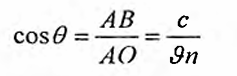 cosθ = AB/AO = c/ϑn